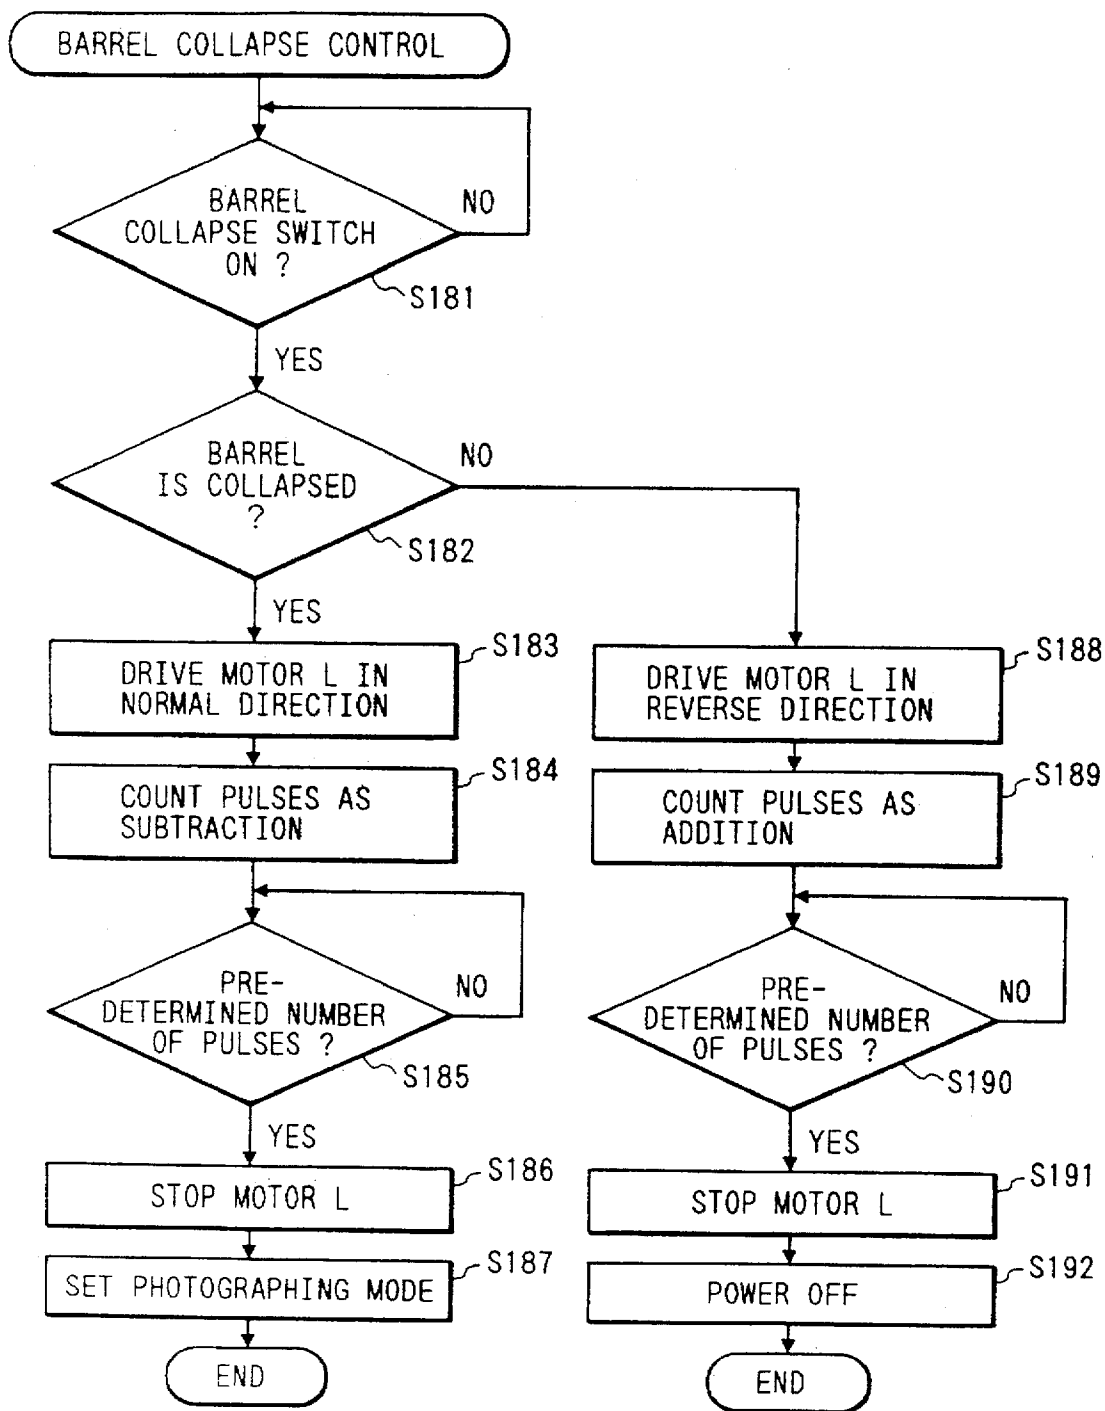 BARREL COLLAPSE CONTROL
BARREL
COLLAPSE SWITCH
ON ?
NO
S181
YES
BARREL
IS COLLAPSED
?
NO
S182
YES
S183
DRIVE MOTOR L IN
NORMAL DIRECTION
S184
COUNT PULSES AS
SUBTRACTION
PRE-
DETERMINED NUMBER
OF PULSES ?
NO
S185
YES
S186
STOP MOTOR L
S187
SET PHOTOGRAPHING MODE
END
S188
DRIVE MOTOR L IN
REVERSE DIRECTION
S189
COUNT PULSES AS
ADDITION
PRE-
DETERMINED NUMBER
OF PULSES ?
NO
S190
YES
S191
STOP MOTOR L
S192
POWER OFF
END